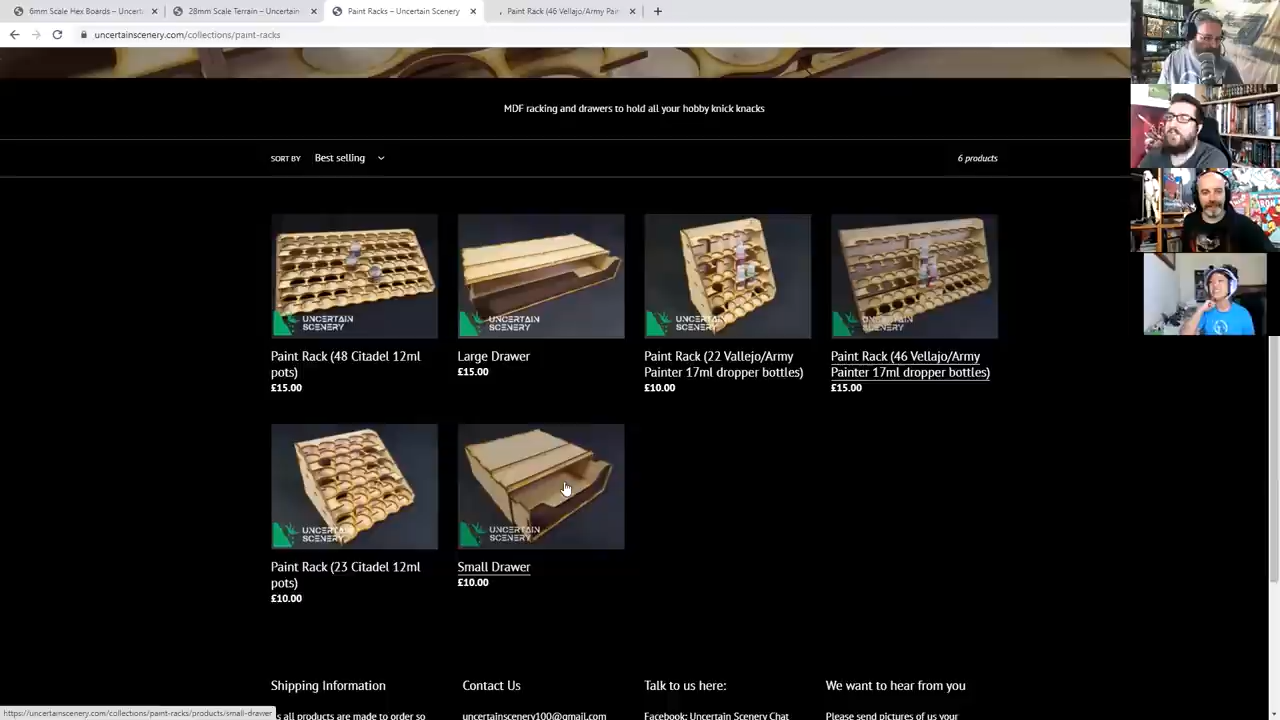 6mm Scale Hex Boards – Uncerta
28mm Scale Terrain – Uncertain
Paint Racks – Uncertain Scenery
Paint Rack (46 Vellajo/Army Pain
uncertainscenery.com/collections/paint-racks
MDF racking and drawers to hold all your hobby knick knacks
SORT BY Best selling
6 products
UNCERTAIN
SCENERY
UNCERTAIN
SCENERY
UNCERTAIN
SCENERY
UNCERTAIN
SCENERY
Paint Rack (48 Citadel 12ml
pots)
£15.00
Large Drawer
£15.00
Paint Rack (22 Vallejo/Army
Painter 17ml dropper bottles)
£10.00
Paint Rack (46 Vellajo/Army
Painter 17ml dropper bottles)
£15.00
UNCERTAIN
SCENERY
UNCERTAIN
SCENERY
Paint Rack (23 Citadel 12ml
pots)
£10.00
Small Drawer
£10.00
Shipping Information
Contact Us
Talk to us here:
We want to hear from you
s all products are made to order so
uncertainscenery100@gmail.com
Facebook: Uncertain Scenery Chat
Please send pictures of us your
https://uncertainscenery.com/collections/paint-racks/products/small-drawer